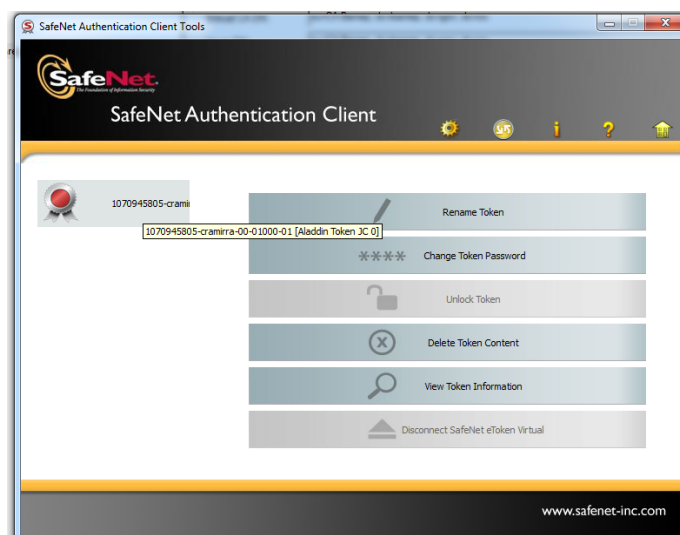 SafeNet Authentication Client Tools
SafeNet.
The Foundation of Information Security
SafeNet Authentication Client
1070945805-crami
1070945805-cramirra-00-01000-01 [Aladdin Token JC 0]
Rename Token
**** Change Token Password
Unlock Token
Delete Token Content
View Token Information
Disconnect SafeNet eToken Virtual
www.safenet-inc.com